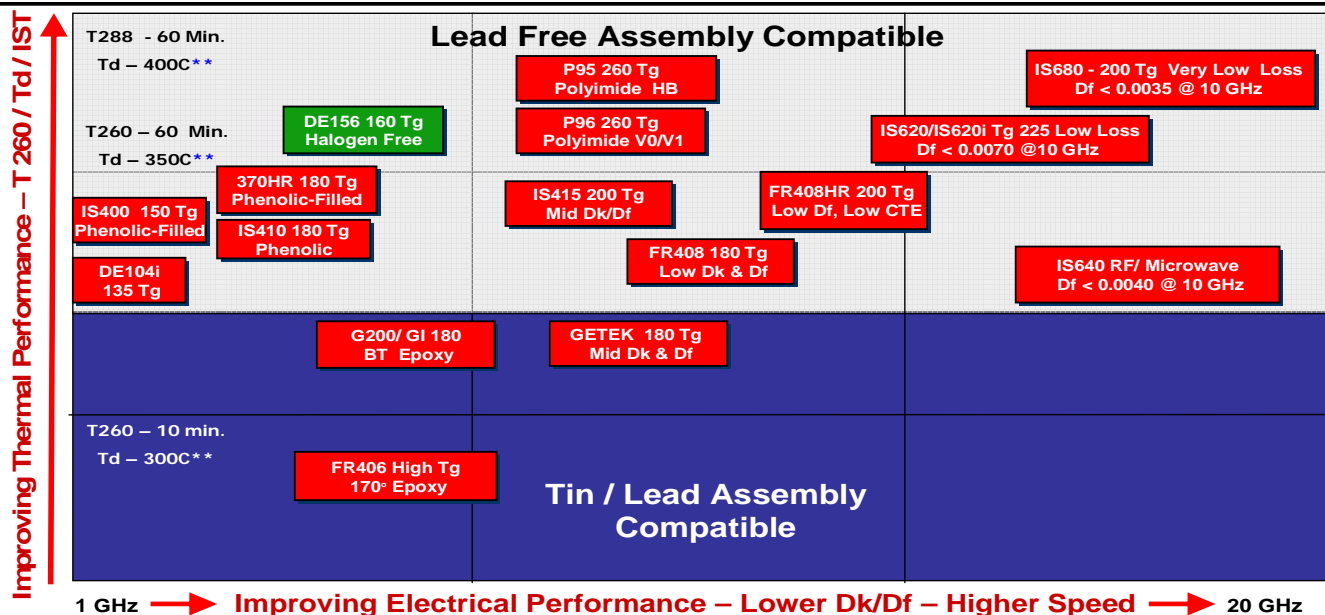 Improving Thermal Performance – T 260 / Td / IST
T288 - 60 Min.
Td – 400C**
Lead Free Assembly Compatible
P95 260 Tg
Polyimide HB
IS680 - 200 Tg Very Low Loss
Df < 0.0035 @ 10 GHz
T260 – 60 Min.
Td – 350C**
DE156 160 Tg
Halogen Free
P96 260 Tg
Polyimide V0/V1
IS620/IS620i Tg 225 Low Loss
Df < 0.0070 @10 GHz
370HR 180 Tg
Phenolic-Filled
IS415 200 Tg
Mid Dk/Df
FR408HR 200 Tg
Low Df, Low CTE
IS400 150 Tg
Phenolic-Filled
IS410 180 Tg
Phenolic
FR408 180 Tg
Low Dk & Df
IS640 RF/ Microwave
Df < 0.0040 @ 10 GHz
DE104i
135 Tg
G200/ GI 180
BT Epoxy
GETEK 180 Tg
Mid Dk & Df
T260 – 10 min.
Td – 300C**
FR406 High Tg
170° Epoxy
Tin / Lead Assembly
Compatible
1 GHz
Improving Electrical Performance – Lower Dk/Df – Higher Speed
20 GHz